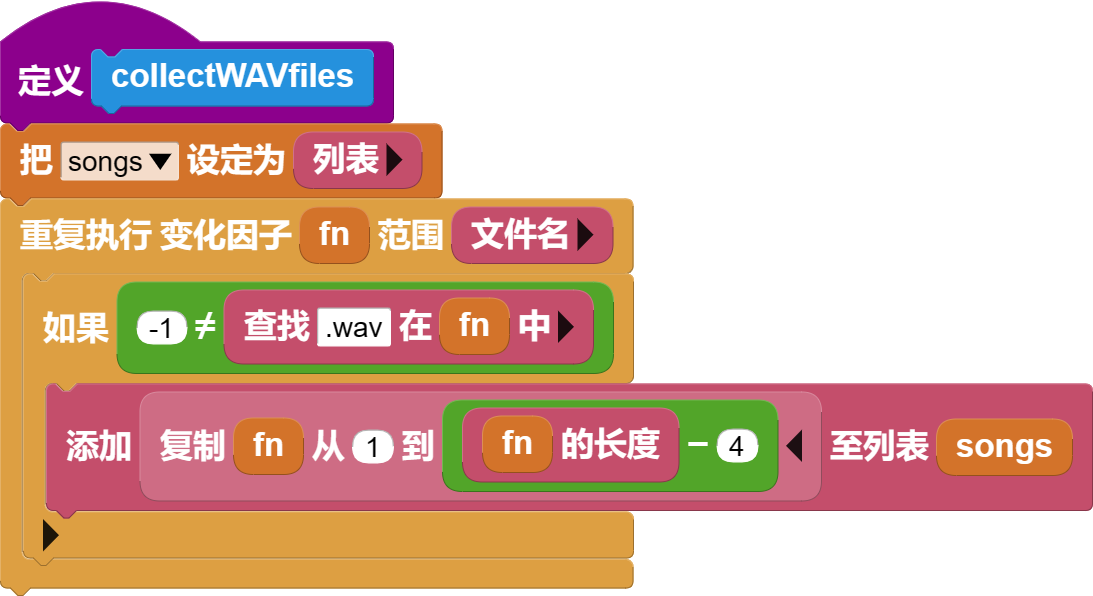 定义 collectWAVfiles
把 songs 设定为 列表
重复执行 变化因子 fn 范围 文件名
如果 -1 ≠ 查找 .wav 在 fn 中
添加 复制 fn 从 1 到 fn 的长度 − 4 至列表 songs